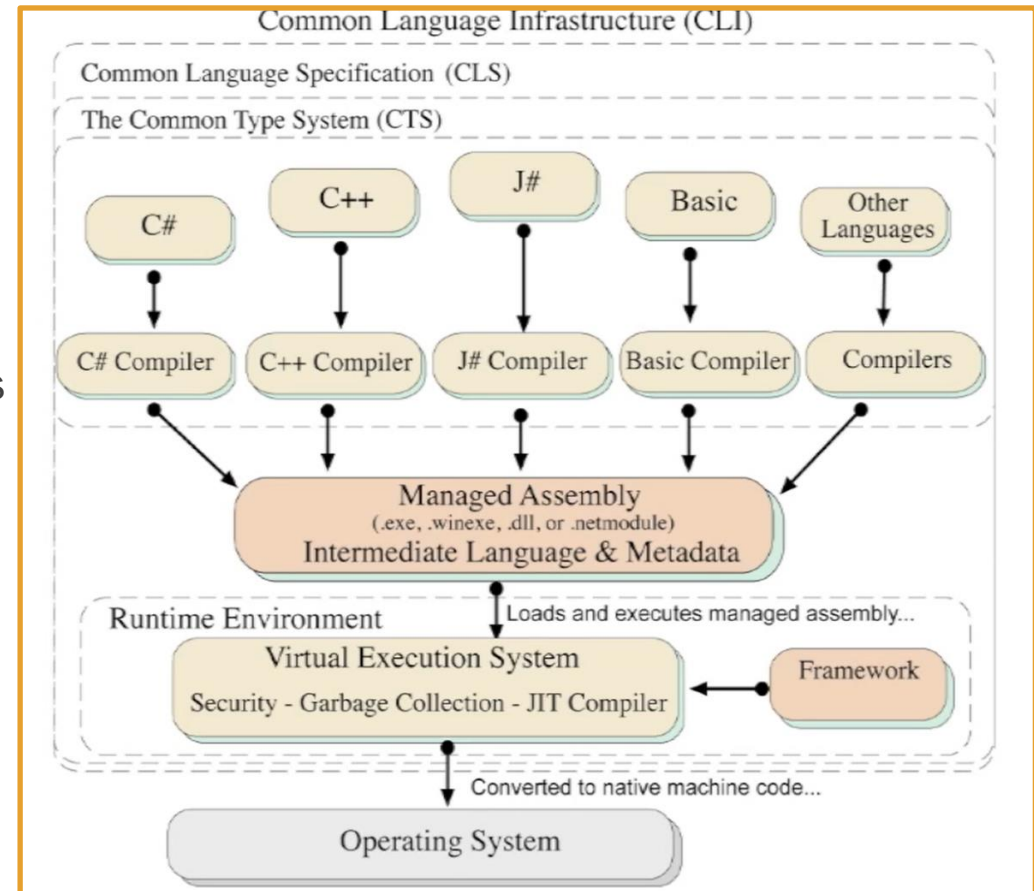 Common Language Infrastructure (CLI)
Common Language Specification (CLS)
The Common Type System (CTS)
C#
C++
J#
Basic
Other
Languages
C# Compiler
C++ Compiler
J# Compiler
Basic Compiler
Compilers
s
Managed Assembly
(.exe, .winexe, .dll, or .netmodule)
Intermediate Language & Metadata
Loads and executes managed assembly...
Runtime Environment
Virtual Execution System
Security - Garbage Collection - JIT Compiler
Framework
Converted to native machine code...
Operating System